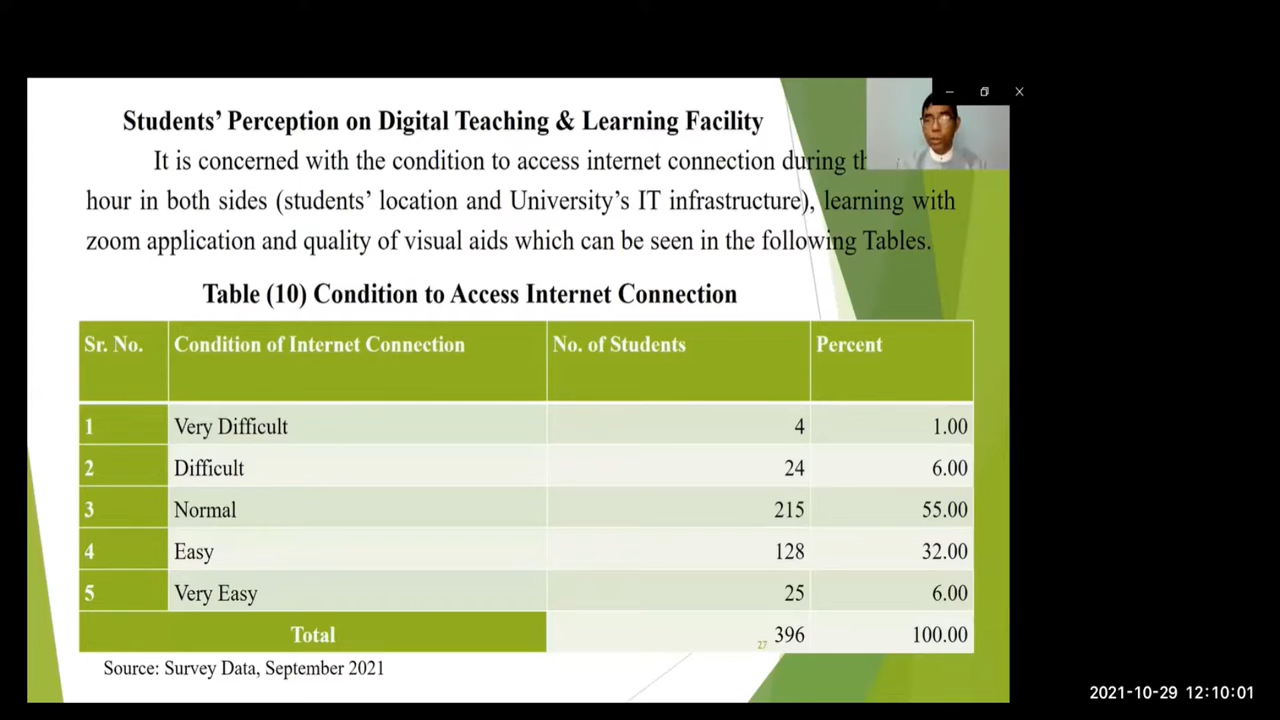 Students' Perception on Digital Teaching & Learning Facility
It is concerned with the condition to access internet connection during
hour in both sides (students' location and University's IT infrastructure), learning with
zoom application and quality of visual aids which can be seen in the following Tables.
Table (10) Condition to Access Internet Connection
Sr. No. Condition of Internet Connection No. of Students Percent
1 Very Difficult 4 1.00
2 Difficult 24 6.00
3 Normal 215 55.00
4 Easy 128 32.00
5 Very Easy 25 6.00
Total 396 100.00
27
Source: Survey Data, September 2021
2021-10-29 12:10:01